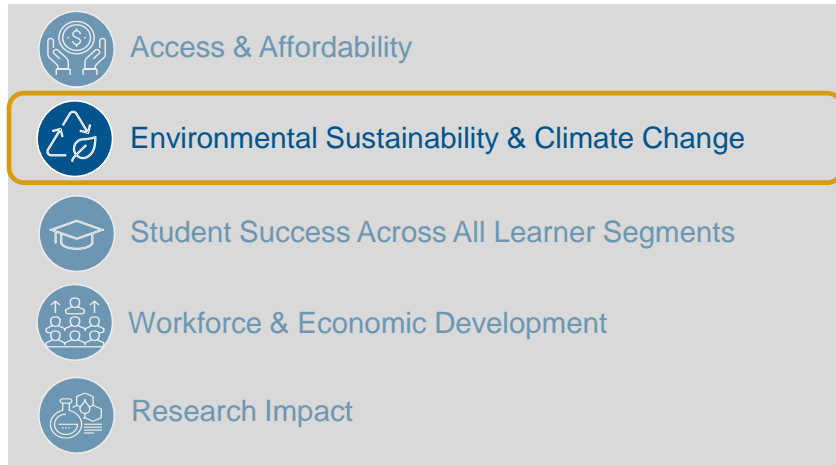 Access & Affordability
Environmental Sustainability & Climate Change
Student Success Across All Learner Segments
Workforce & Economic Development
Research Impact